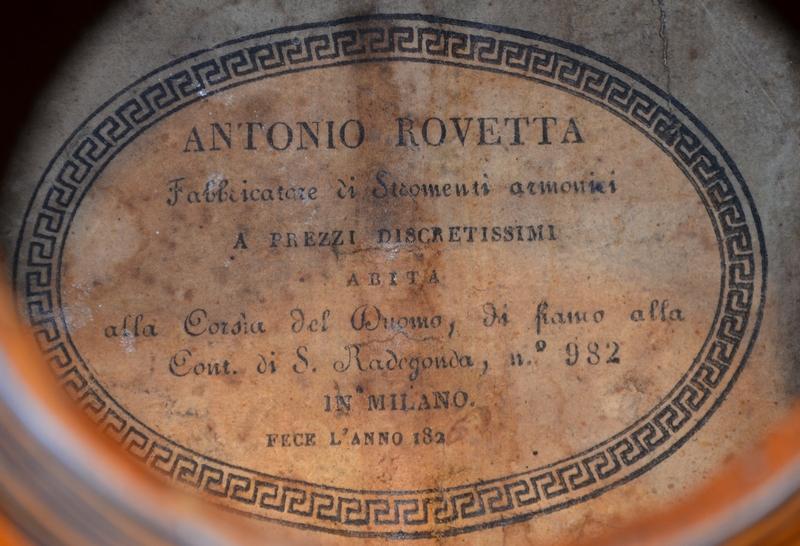 ANTONIO ROVETTA
Fabbricatore di Stromenti armonici
A PREZZI DISCRETISSIMI
ABITA
alla Corsia del Duomo, di fianco alla
Cont. di S. Radegonda, n.º 982
IN MILANO.
FECE L'ANNO 182